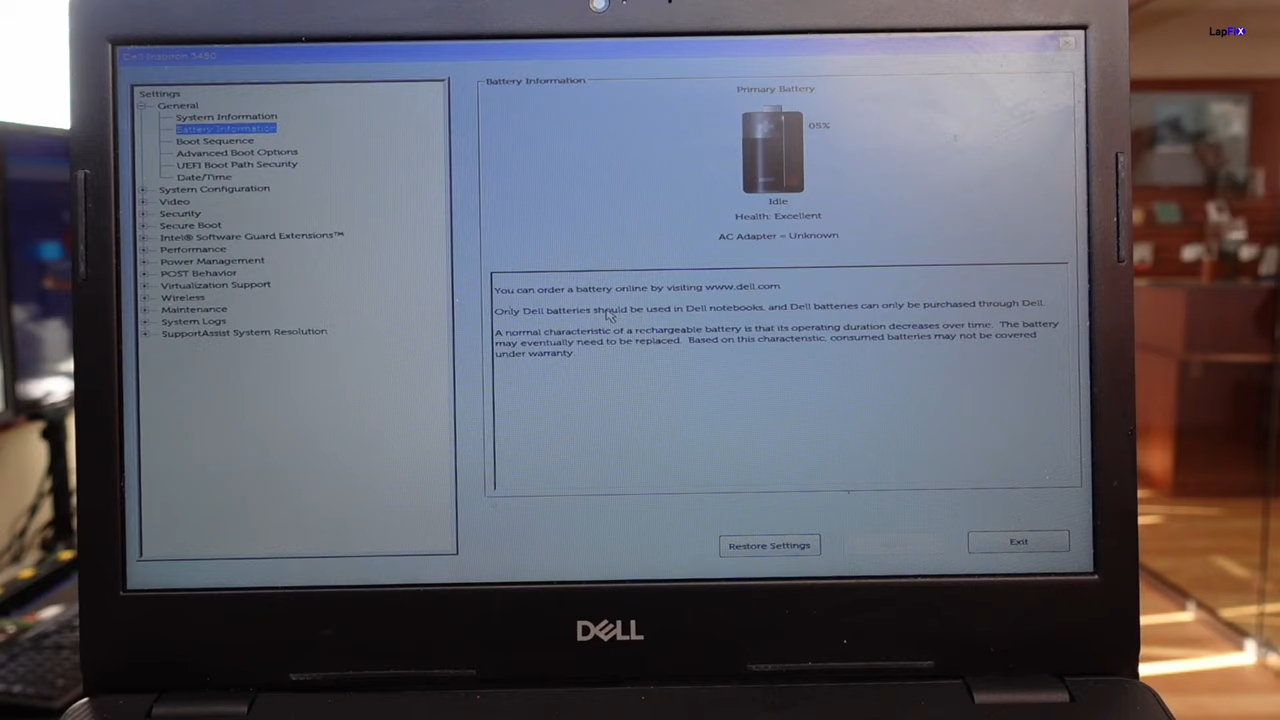 LapFiX
Dell Inspiron 3480
Settings
General
System Information
Battery Information
Boot Sequence
Advanced Boot Options
UEFI Boot Path Security
Date/Time
System Configuration
Video
Security
Secure Boot
Intel® Software Guard Extensions™
Performance
Power Management
POST Behavior
Virtualization Support
Wireless
Maintenance
System Logs
SupportAssist System Resolution
Battery Information
Primary Battery
05%
Idle
Health: Excellent
AC Adapter = Unknown
You can order a battery online by visiting www.dell.com
Only Dell batteries should be used in Dell notebooks, and Dell batteries can only be purchased through Dell.
A normal characteristic of a rechargeable battery is that its operating duration decreases over time. The battery
may eventually need to be replaced. Based on this characteristic, consumed batteries may not be covered
under warranty.
Restore Settings
Exit
DELL